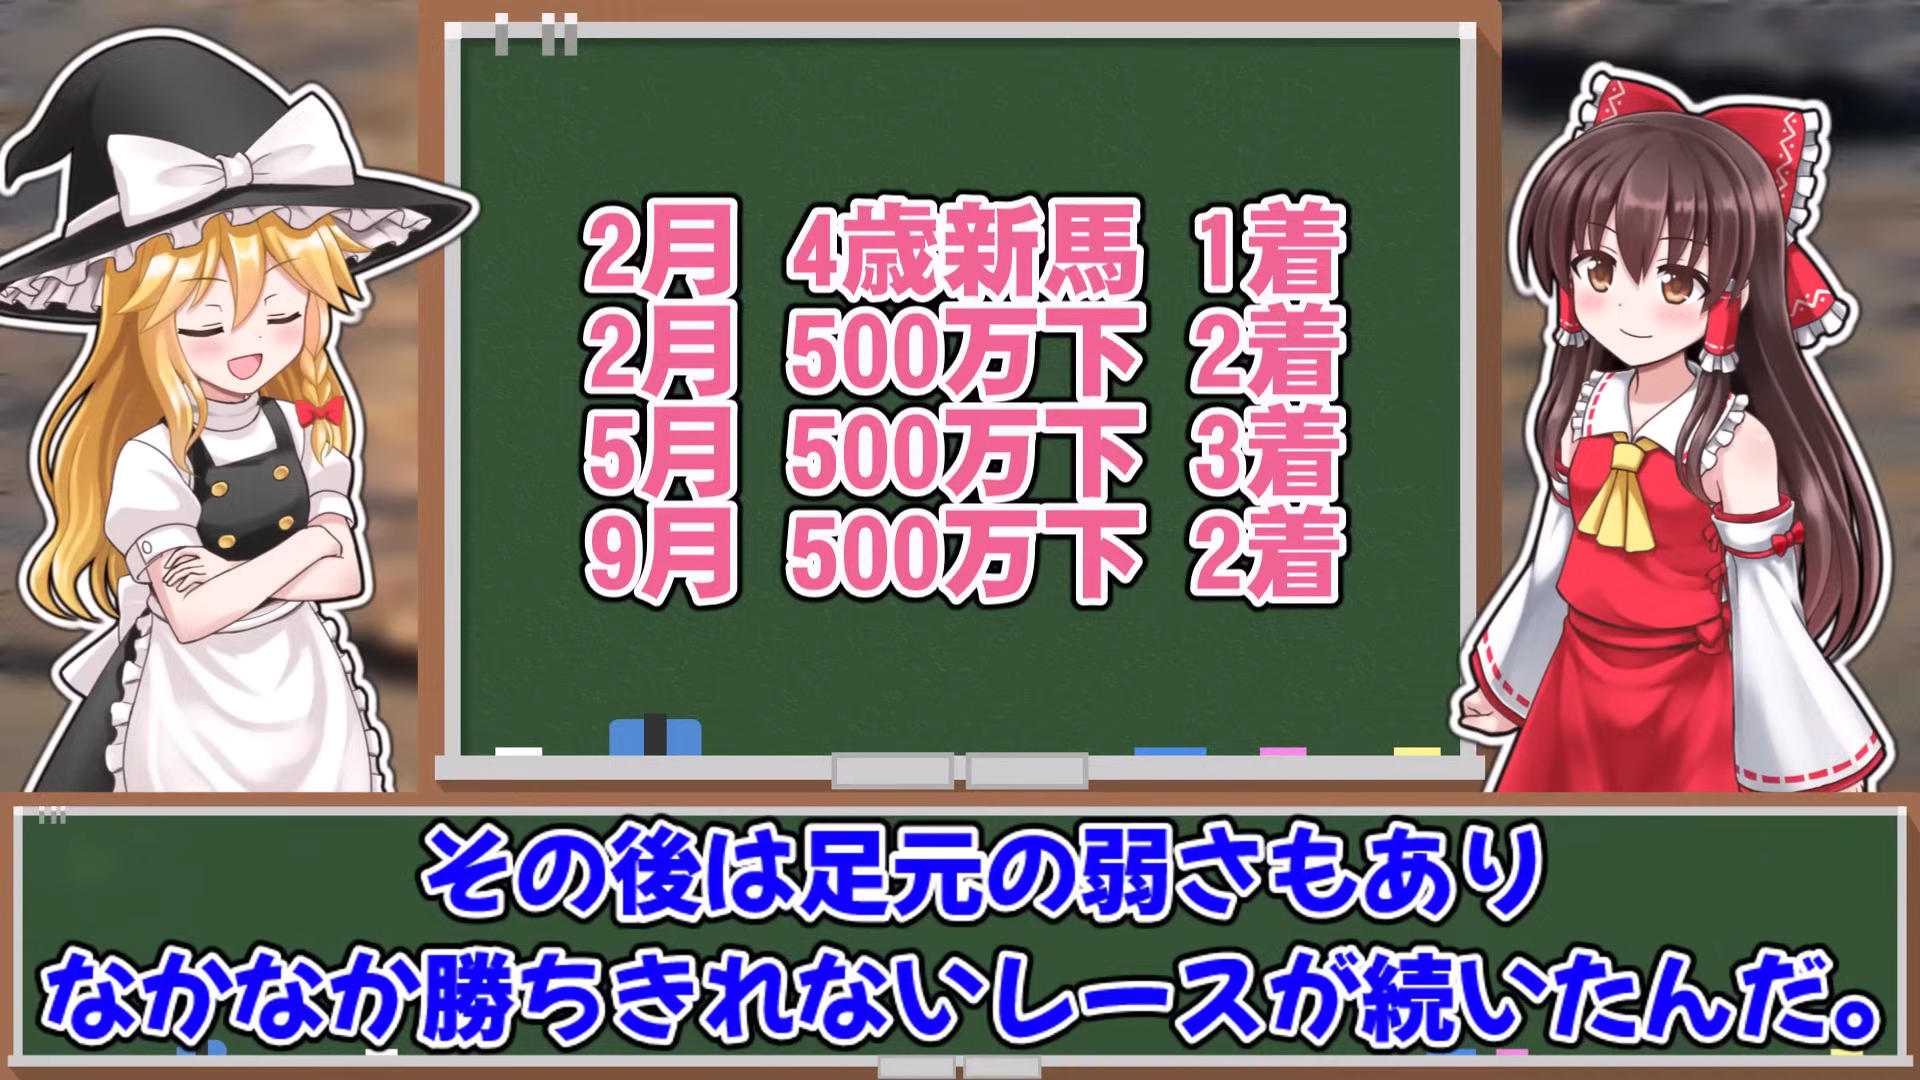 2月 4歳新馬 1着
2月 500万下 2着
5月 500万下 3着
9月 500万下 2着
その後は足元の弱さもあり
なかなか勝ちきれないレースが続いたんだ。